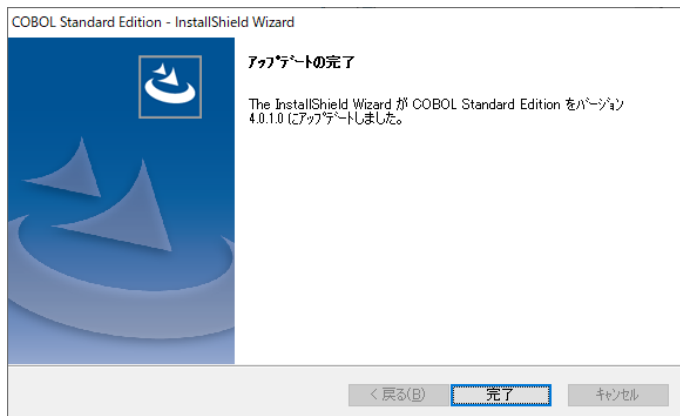 COBOL Standard Edition - InstallShield Wizard
ｱｯﾌﾟﾃﾞｰﾄの完了
The InstallShield Wizard が COBOL Standard Edition をﾊﾞｰｼﾞｮﾝ
4.0.1.0 にｱｯﾌﾟﾃﾞｰﾄしました。
< 戻る(B)
完了
ｷｬﾝｾﾙ